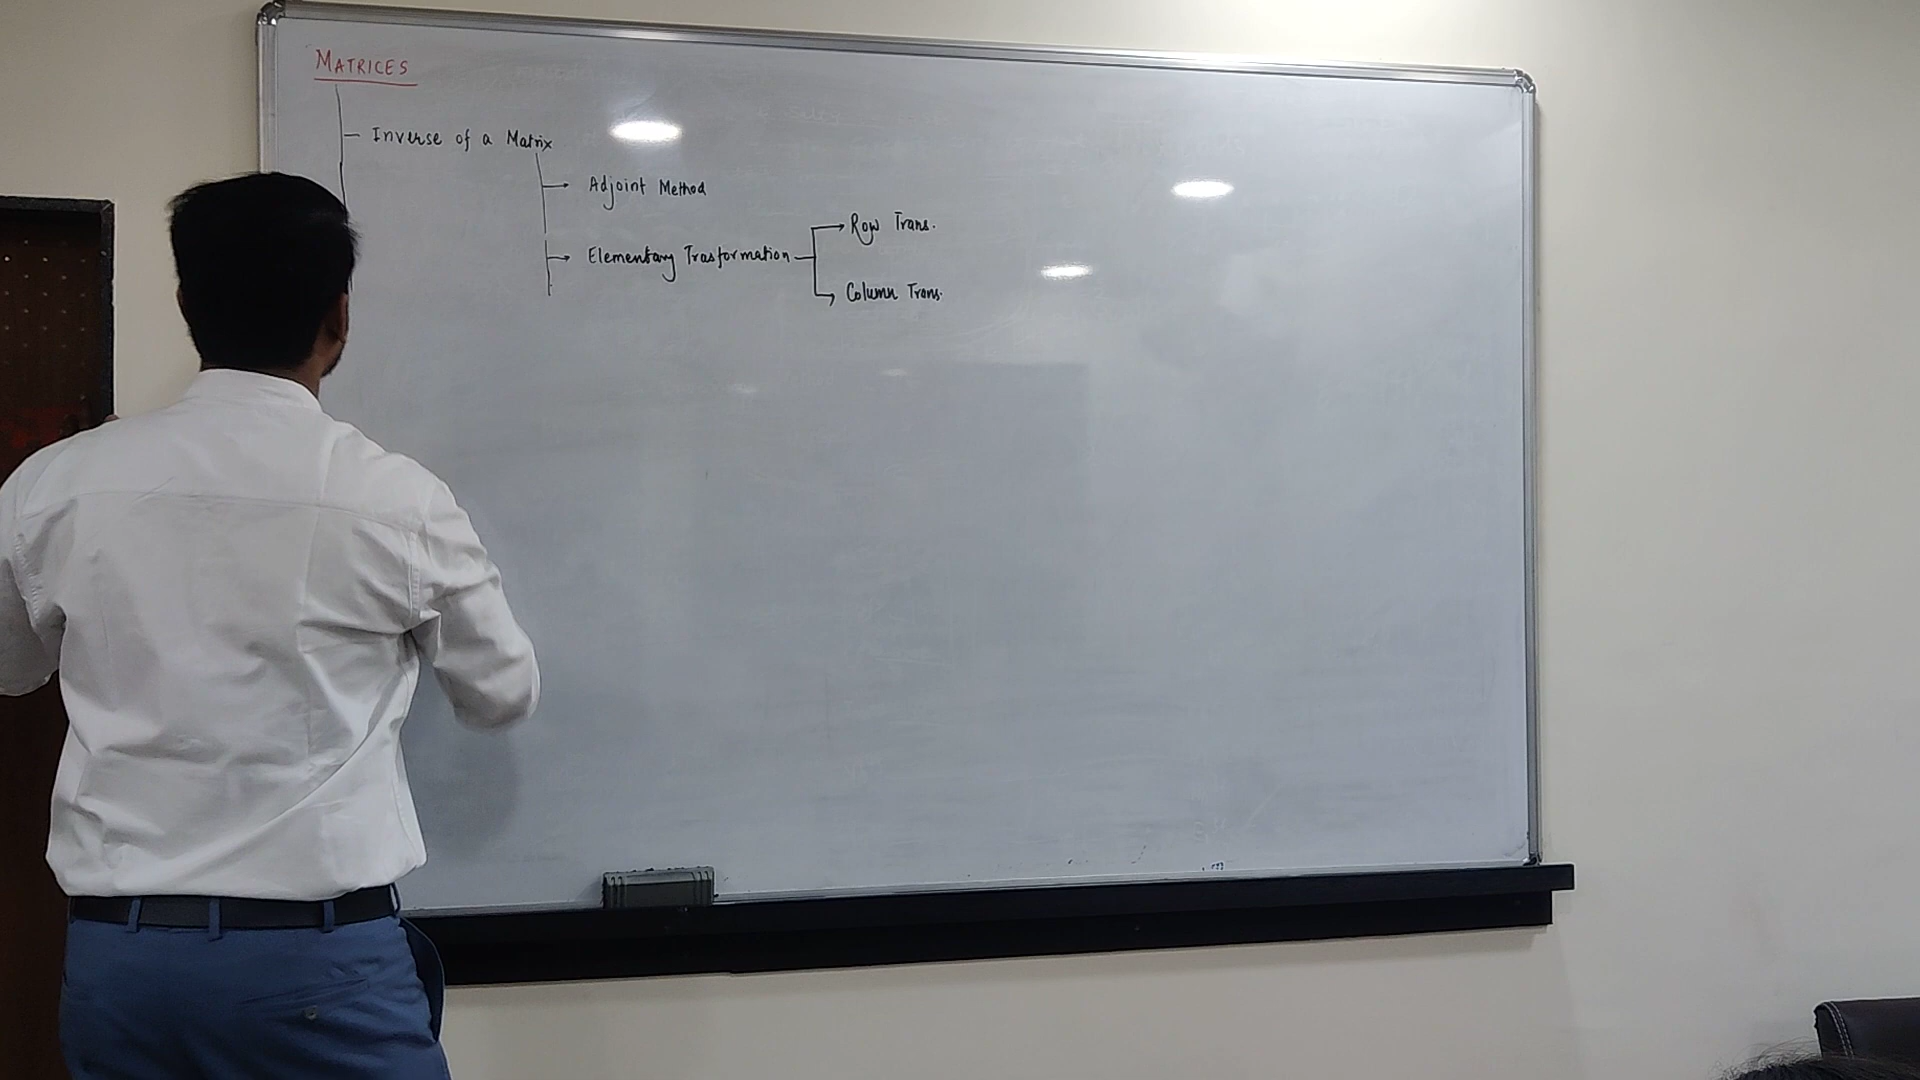 MATRICES
Inverse of a Matrix
Adjoint Method
Row Trans.
Elementary Trasformation
Column Trans.